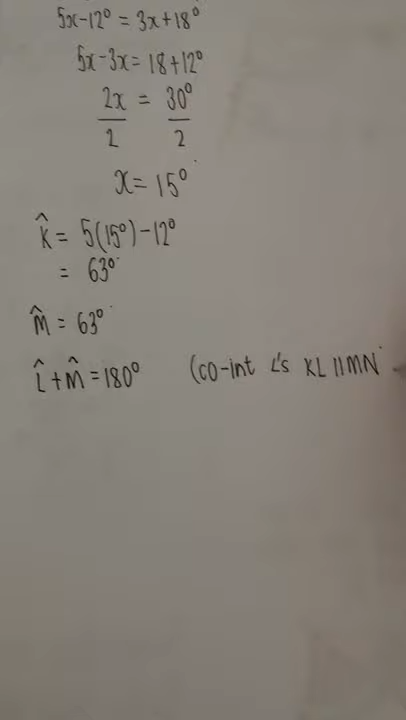 5x-12° = 3x+18°
5x-3x = 18+12°
2x/2 = 30°/2
x = 15°
K̂ = 5(15°)-12°
= 63°
M̂ = 63°
L̂+M̂ = 180° (co-int ∠'s KL II MN